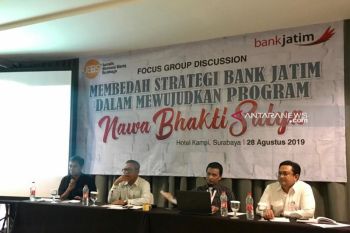 JEBS
bankjatim
FOCUS GROUP DISCUSSION
MEMBEDAH STRATEGI BANK JATIM
DALAM MEWUJUDKAN PROGRAM
Nawa Bhakti Satya
ANTARANEWS
Hotel Kampi, Surabaya | 28 Agustus 2019